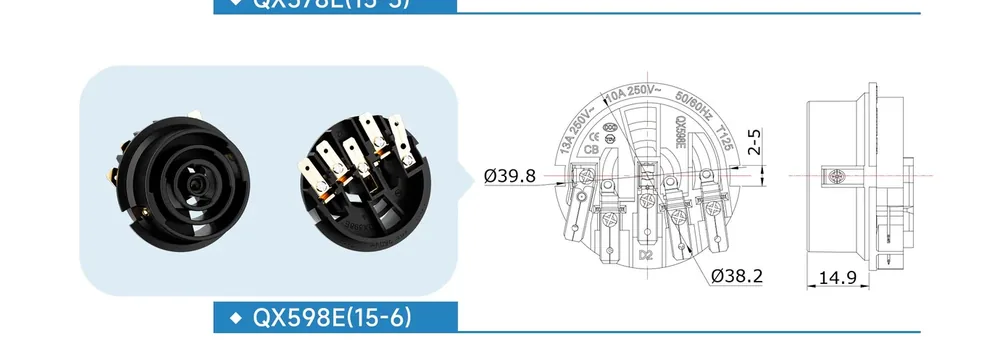 ◆ QX598E(15-5)
13A 250V~ 10A 250V~ 50/60Hz T125
QX598E
CE
CB
D2
Ø39.8
2-5
Ø38.2
14.9
◆ QX598E(15-6)